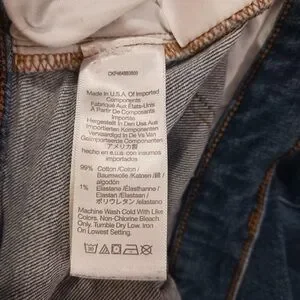 Made In U.S.A. Of Imported
Components
Fabriqué Aux États-Unis
À Partir De Composants
Importés
Hergestellt In Den USA Aus
Importierten Komponenten
Vervaardigd In De VS Van
Geïmporteerde Componenten
アメリカ製
hecho en e.u.a. con insumos
importados
99% Cotton /Coton /
Baumwolle /Katoen /綿 /
algodón
1% Elastane /Élasthanne /
Elastan /Elastaan /
ポリウレタン /elastano
Machine Wash Cold With Like
Colors. Non-Chlorine Bleach
Only. Tumble Dry Low. Iron
On Lowest Setting.